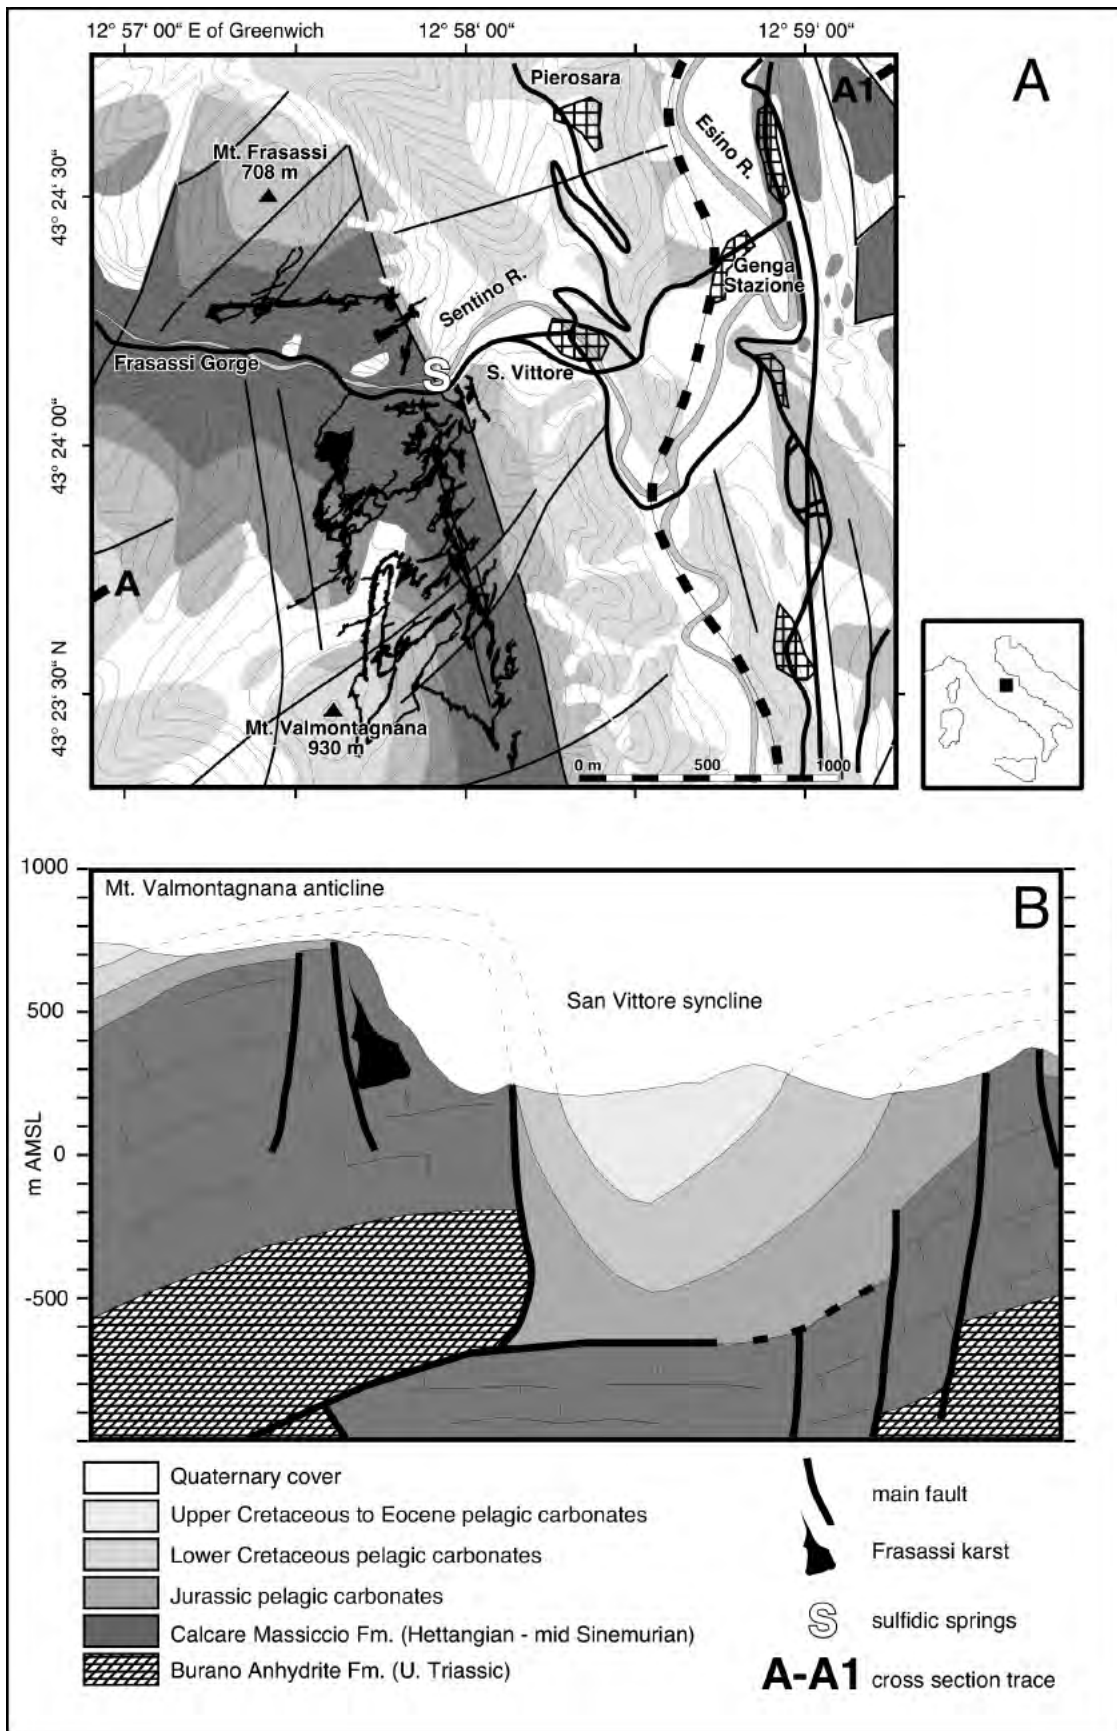 12° 57' 00“ E of Greenwich
12° 58' 00“
12° 59' 00“
A
A1
Pierosara
Esino R.
Mt. Frasassi
708 m
43° 24' 30“
Genga
Stazione
Sentino R.
Frasassi Gorge
S
S. Vittore
43° 24' 00“
A
43° 23' 30“ N
Mt. Valmontagnana
930 m
0 m
500
1000
1000
Mt. Valmontagnana anticline
B
San Vittore syncline
500
m AMSL
0
-500
Quaternary cover
Upper Cretaceous to Eocene pelagic carbonates
Lower Cretaceous pelagic carbonates
Jurassic pelagic carbonates
Calcare Massiccio Fm. (Hettangian - mid Sinemurian)
Burano Anhydrite Fm. (U. Triassic)
main fault
Frasassi karst
S sulfidic springs
A-A1 cross section trace